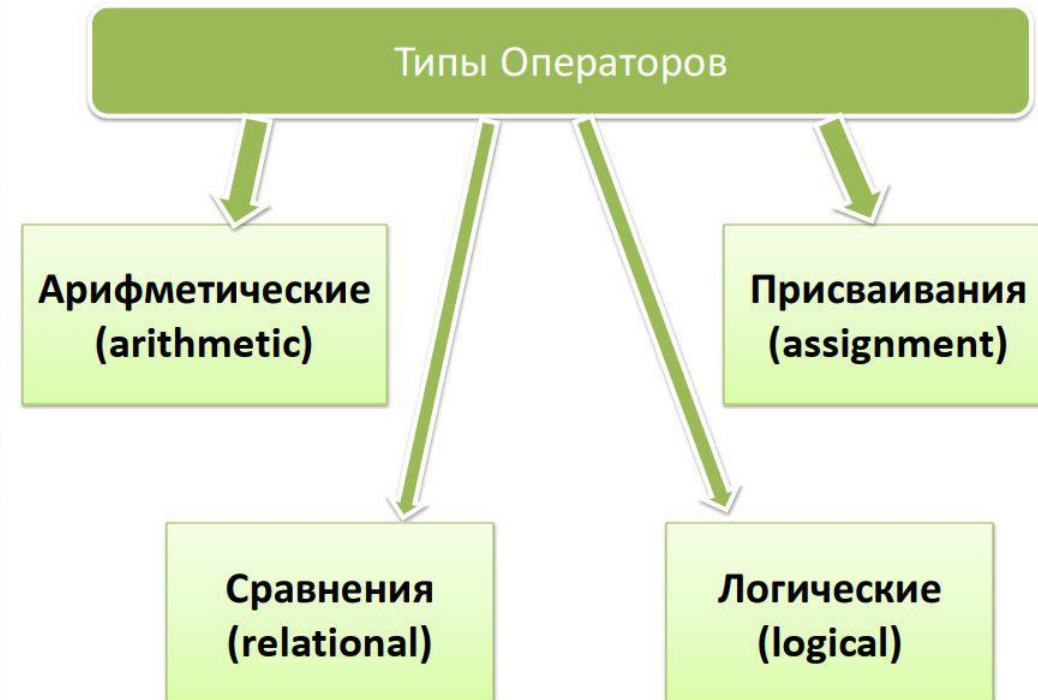 Типы Операторов
Арифметические
(arithmetic)
Присваивания
(assignment)
Сравнения
(relational)
Логические
(logical)